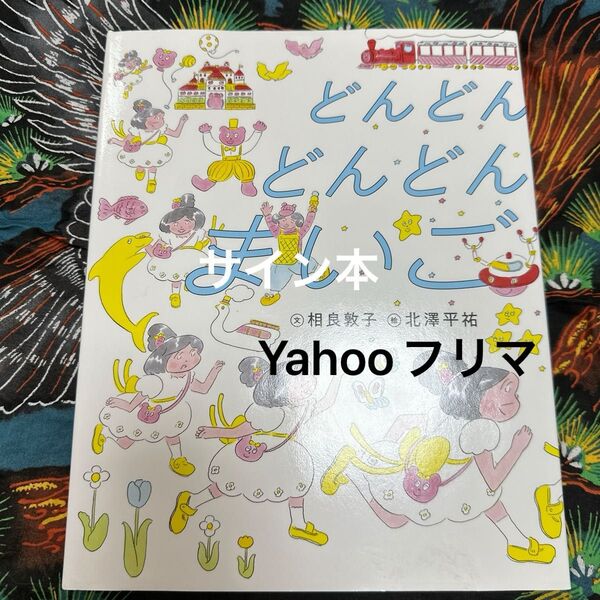 どんどん
どんどん
まいご
サイン本
文 相良敦子 絵 北澤平祐
Yahoo フリマ